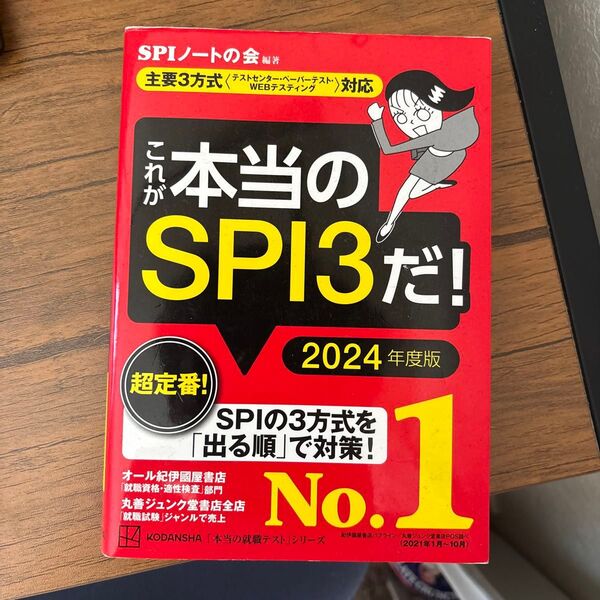 SPIノートの会 編著
主要3方式〈テストセンター・ペーパーテスト・WEBテスティング〉対応
これが
本当の
SPI3だ!
2024年度版
超定番!
SPIの3方式を
「出る順」で対策!
No.1
オール紀伊國屋書店
「就職資格・適性検査」部門
丸善ジュンク堂書店全店
「就職試験」ジャンルで売上
KODANSHA 「本当の就職テスト」シリーズ
(2021年1月～10月)